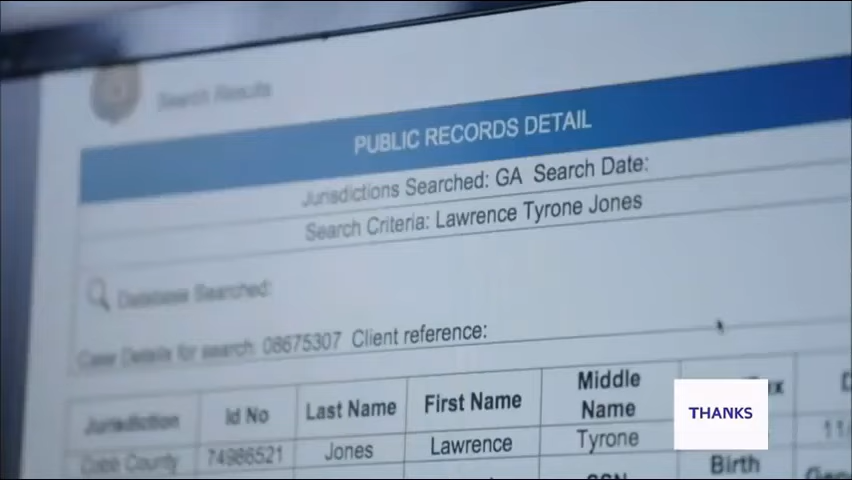 Search Results
PUBLIC RECORDS DETAIL
Jurisdictions Searched: GA Search Date:
Search Criteria: Lawrence Tyrone Jones
Database Searched:
Case Details for search: 08675307 Client reference:
Jurisdiction Id No Last Name First Name Middle Name
Cobb County 74986521 Jones Lawrence Tyrone 11
Birth
THANKS